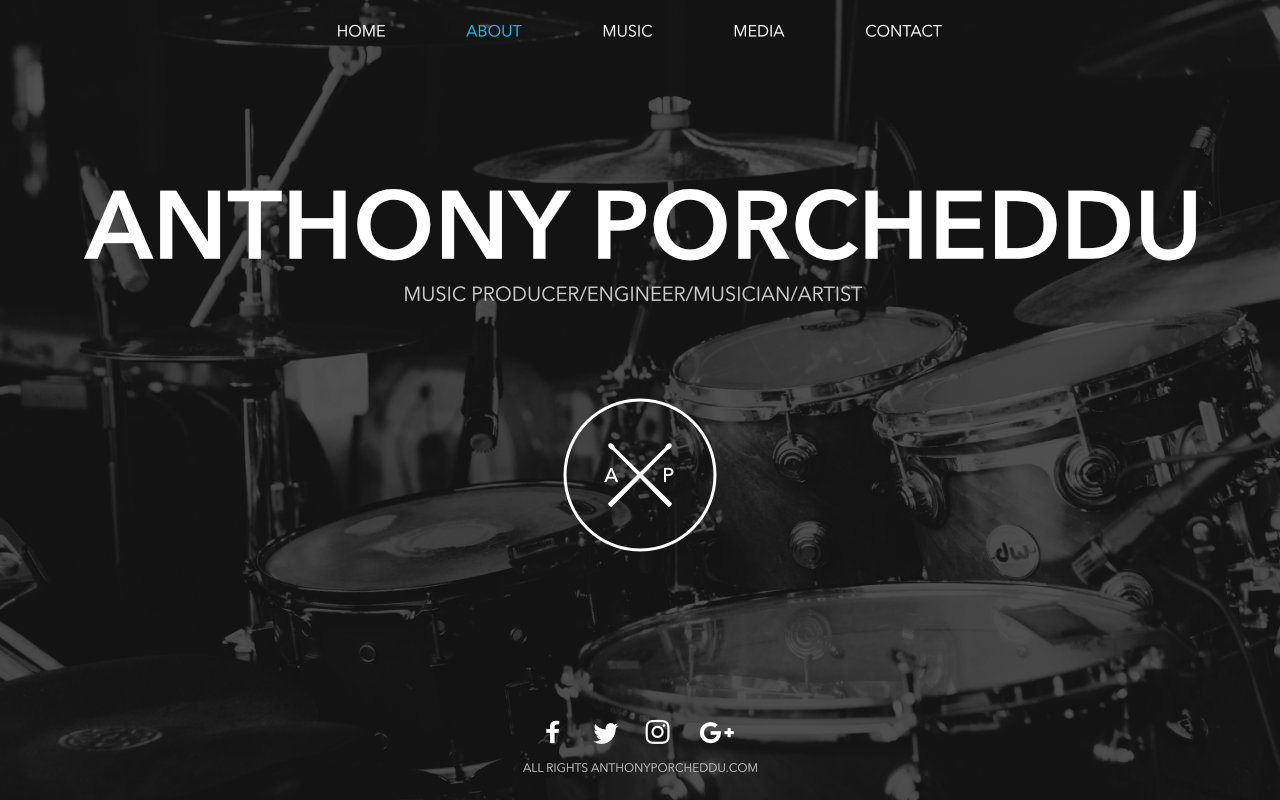 HOME ABOUT MUSIC MEDIA CONTACT
ANTHONY PORCHEDDU
MUSIC PRODUCER/ENGINEER/MUSICIAN/ARTIST
A P
dw
ALL RIGHTS ANTHONYPORCHEDDU.COM